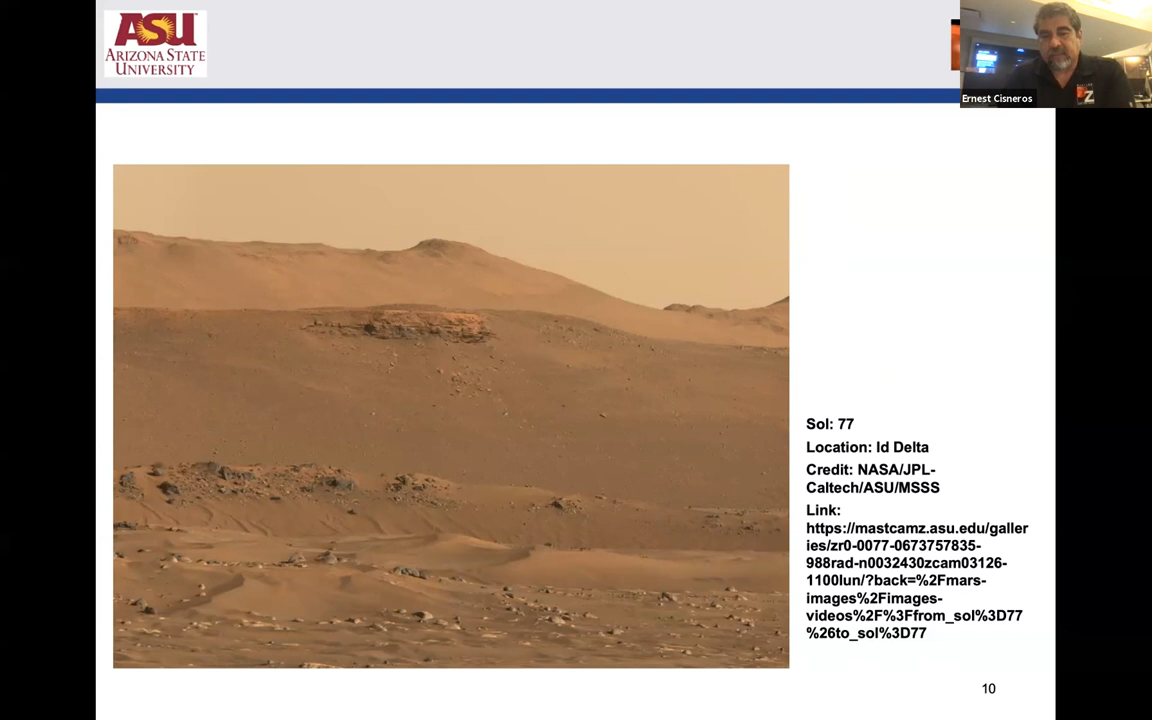 ASU
ARIZONA STATE
UNIVERSITY
Ernest Cisneros
Z
Sol: 77
Location: Id Delta
Credit: NASA/JPL-
Caltech/ASU/MSSS
Link:
https://mastcamz.asu.edu/galler
ies/zr0-0077-0673757835-
988rad-n0032430zcam03126-
1100lun/?back=%2Fmars-
images%2Fimages-
videos%2F%3Ffrom_sol%3D77
%26to_sol%3D77
10